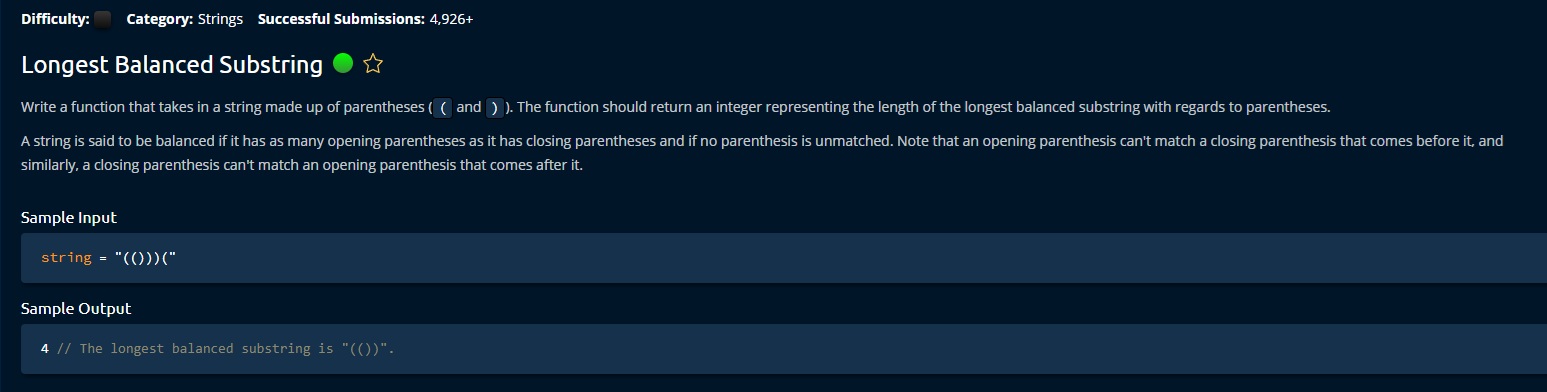 Difficulty: Category: Strings Successful Submissions: 4,926+
Longest Balanced Substring
Write a function that takes in a string made up of parentheses ( ( and ) ). The function should return an integer representing the length of the longest balanced substring with regards to parentheses.
A string is said to be balanced if it has as many opening parentheses as it has closing parentheses and if no parenthesis is unmatched. Note that an opening parenthesis can't match a closing parenthesis that comes before it, and
similarly, a closing parenthesis can't match an opening parenthesis that comes after it.
Sample Input
string = "(()))("
Sample Output
4 // The longest balanced substring is "(())".